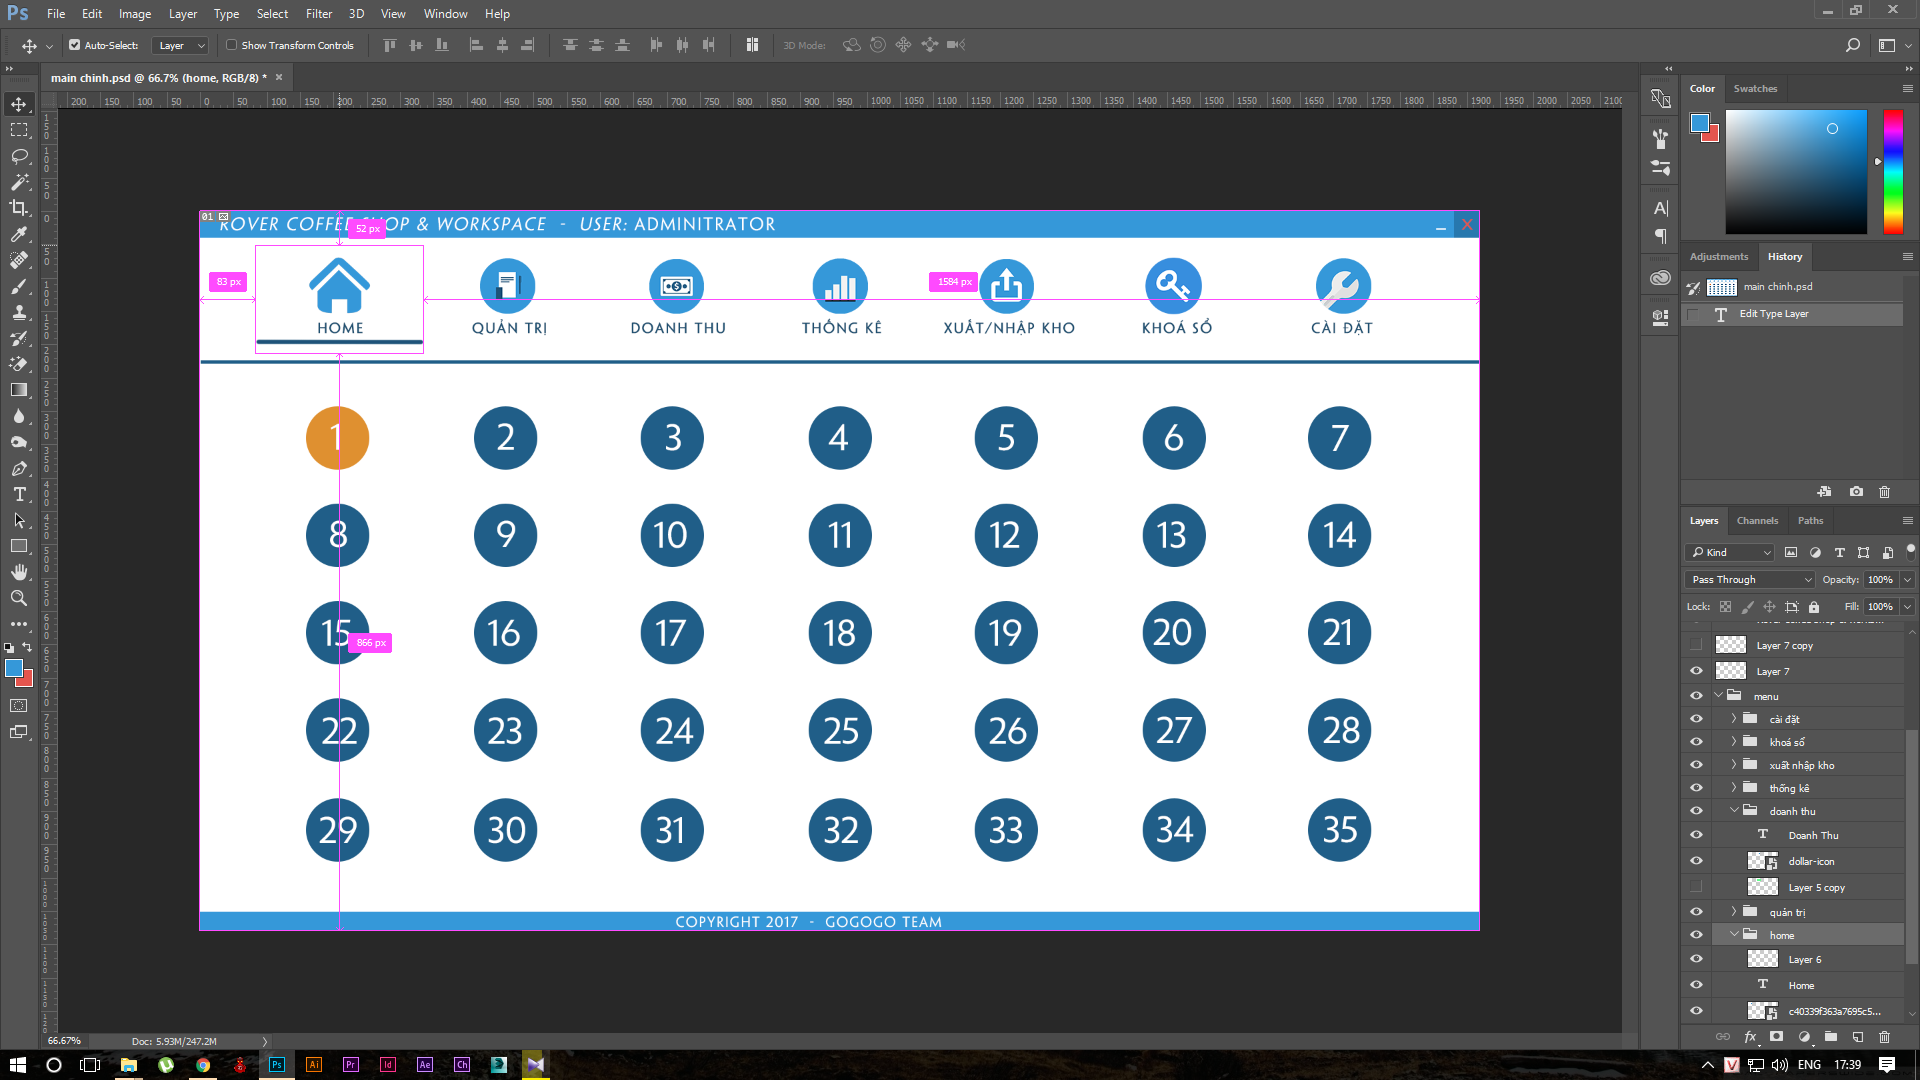 Ps File Edit Image Layer Type Select Filter 3D View Window Help
Auto-Select: Layer Show Transform Controls 3D Mode:
main chinh.psd @ 66.7% (home, RGB/8) * ×
200 150 100 50 0 50 100 150 200 250 300 350 400 450 500 550 600 650 700 750 800 850 900 950 1000 1050 1100 1150 1200 1250 1300 1350 1400 1450 1500 1550 1600 1650 1700 1750 1800 1850 1900 1950 2000 2050 2100
01
ROVER COFFEE SHOP & WORKSPACE - USER: ADMINITRATOR
52 px
83 px
1584 px
HOME QUẢN TRỊ DOANH THU THỐNG KÊ XUẤT/NHẬP KHO KHOÁ SỔ CÀI ĐẶT
1 2 3 4 5 6 7
8 9 10 11 12 13 14
15 16 17 18 19 20 21
866 px
22 23 24 25 26 27 28
29 30 31 32 33 34 35
COPYRIGHT 2017 - GOGOGO TEAM
66.67% Doc: 5.93M/247.2M
Color Swatches
Adjustments History
main chinh.psd
Edit Type Layer
Layers Channels Paths
Kind
Pass Through Opacity: 100%
Lock: Fill: 100%
Layer 7 copy
Layer 7
menu
cài đặt
khoá sổ
xuất nhập kho
thống kê
doanh thu
Doanh Thu
dollar-icon
Layer 5 copy
quản trị
home
Layer 6
Home
c40339f363a7695c5...
fx
Ps Ai Pr Id Ae Ch
V ENG 17:39